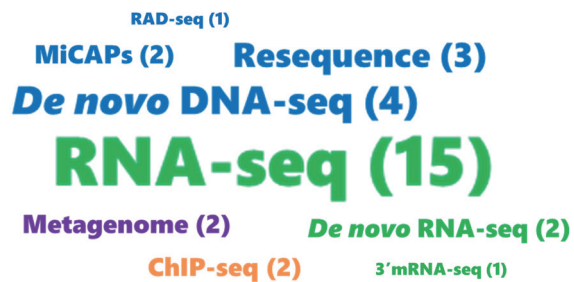 RAD-seq (1)
MiCAPs (2) Resequence (3)
De novo DNA-seq (4)
RNA-seq (15)
Metagenome (2) De novo RNA-seq (2)
ChIP-seq (2) 3′mRNA-seq (1)